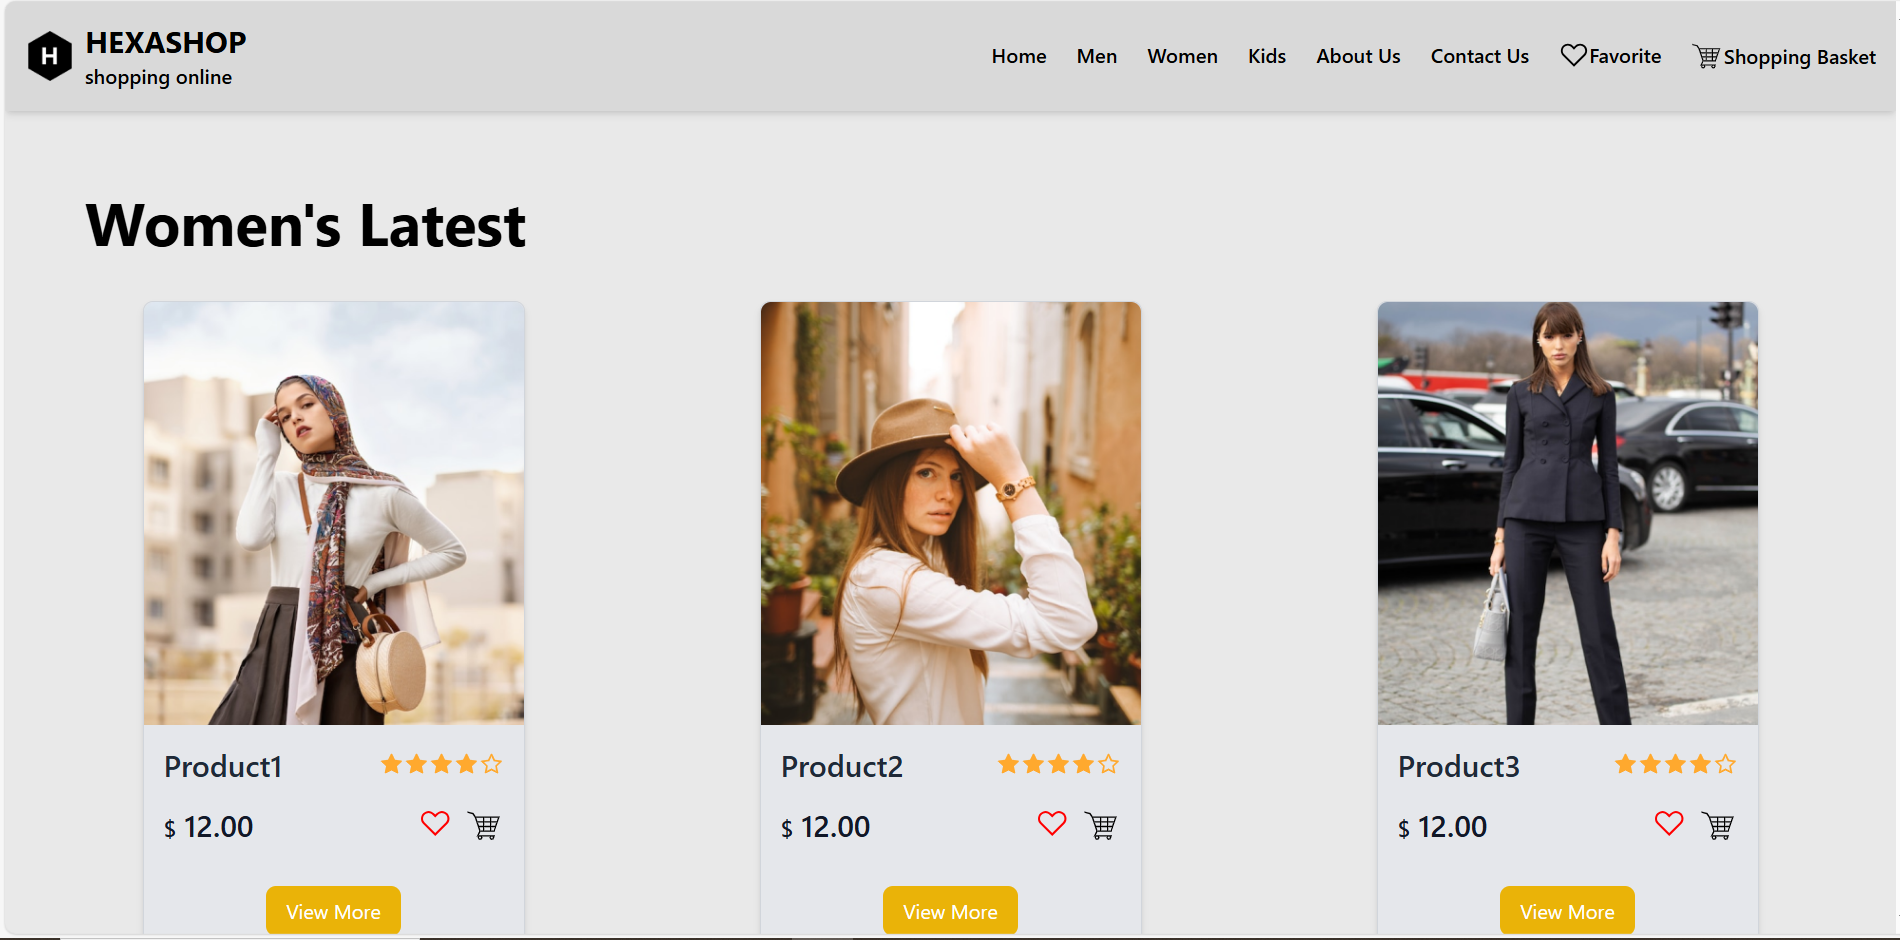 H
HEXASHOP
shopping online
Home Men Women Kids About Us Contact Us Favorite Shopping Basket
Women's Latest
Product1
$ 12.00
View More
Product2
$ 12.00
View More
Product3
$ 12.00
View More